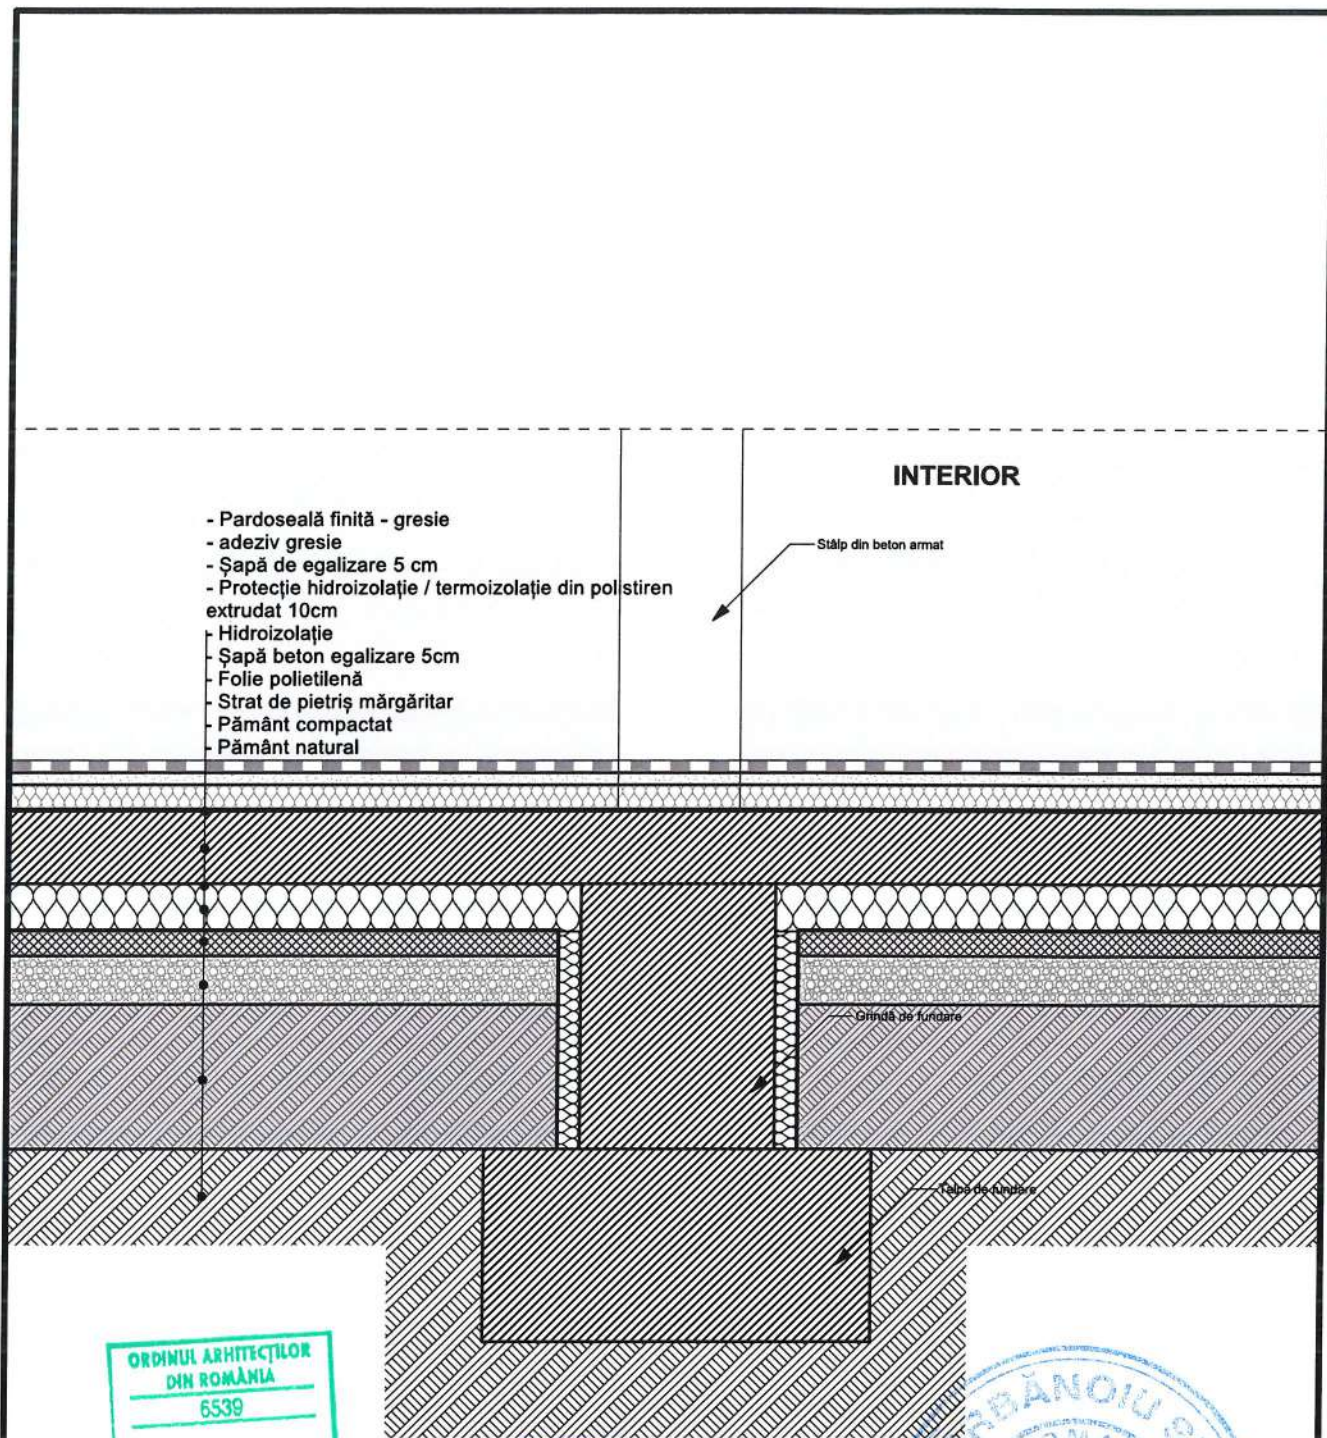 INTERIOR
- Pardoseală finită - gresie
- adeziv gresie
- Șapă de egalizare 5 cm
- Protecție hidroizolație / termoizolație din polistiren
extrudat 10cm
- Hidroizolație
- Șapă beton egalizare 5cm
- Folie polietilenă
- Strat de pietriș mărgăritar
- Pământ compactat
- Pământ natural
Stâlp din beton armat
Grindă de fundare
Talpă de fundare
ORDINUL ARHITECȚILOR
DIN ROMÂNIA
6539